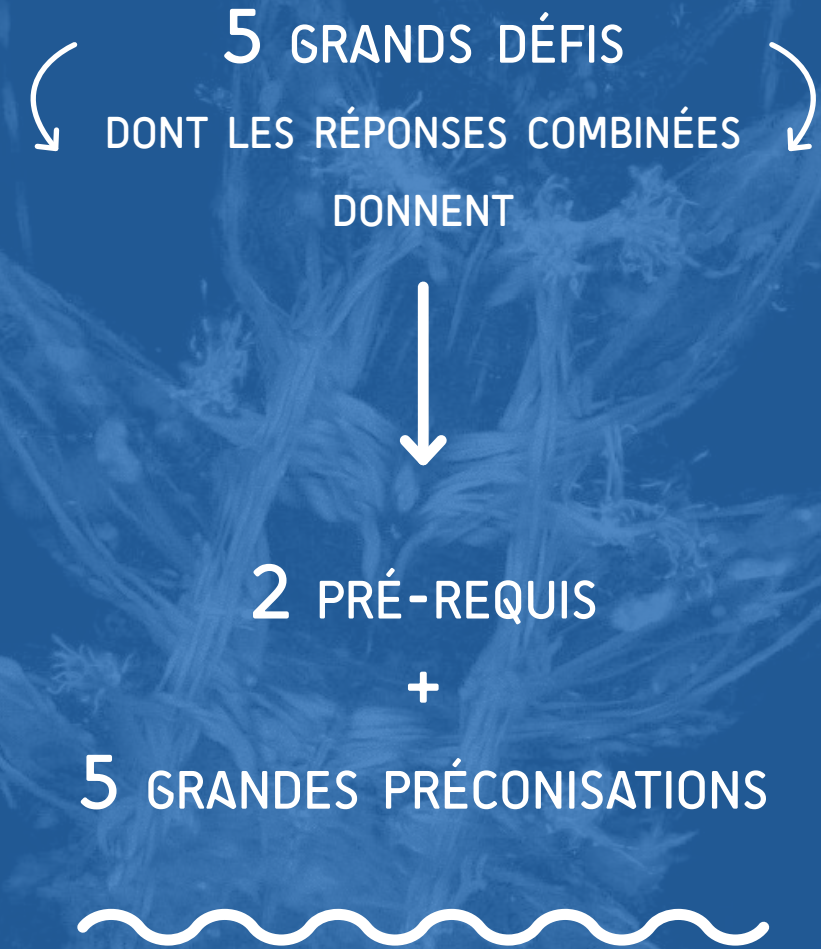 5 GRANDS DÉFIS
DONT LES RÉPONSES COMBINÉES
DONNENT
2 PRÉ-REQUIS
+
5 GRANDES PRÉCONISATIONS